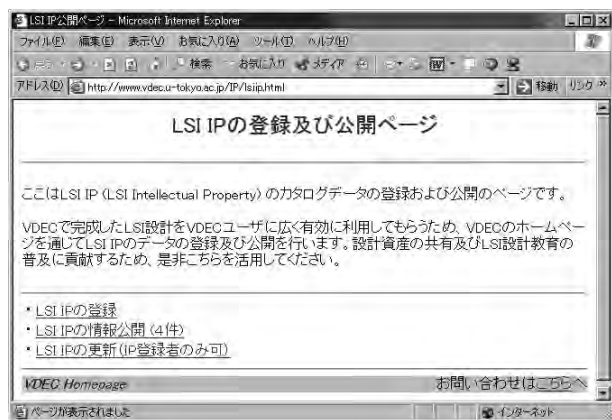 LSI IP公開ページ - Microsoft Internet Explorer
ファイル(F) 編集(E) 表示(V) お気に入り(A) ツール(T) ヘルプ(H)
検索 お気に入り メディア
アドレス(D) http://www.vdec.u-tokyo.ac.jp/IP/lsiip.html 移動 リンク »
LSI IPの登録及び公開ページ
ここはLSI IP (LSI Intellectual Property) のカタログデータの登録および公開のページです。
VDECで完成したLSI設計をVDECユーザに広く有効に利用してもらうため、VDECのホームペー
ジを通じてLSI IPのデータの登録及び公開を行います。設計資産の共有及びLSI設計教育の
普及に貢献するため、是非こちらを活用してください。
・LSI IPの登録
・LSI IPの情報公開 (4件)
・LSI IPの更新(IP登録者のみ可)
VDEC Homepage お問い合わせはこちらへ
ページが表示されました インターネット